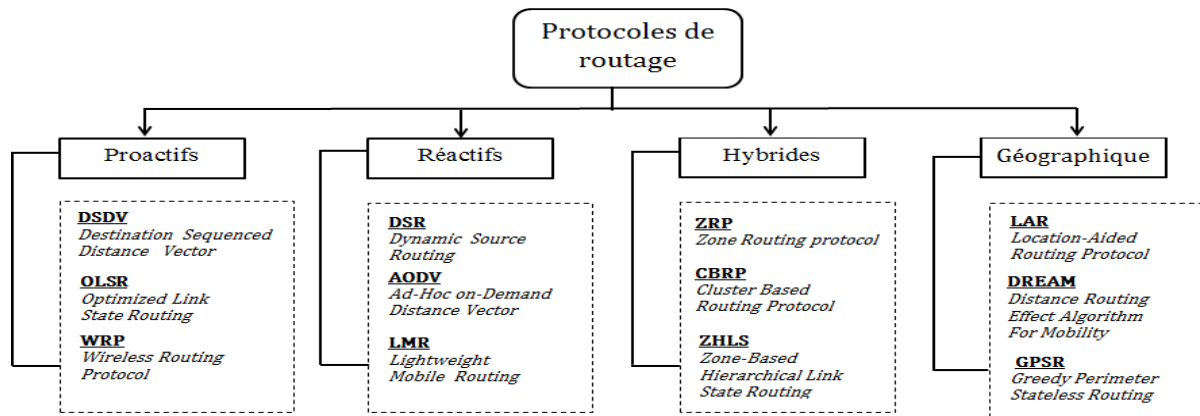 Protocoles de
routage
Proactifs
Réactifs
Hybrides
Géographique
DSDV
Destination Sequenced
Distance Vector
OLSR
Optimized Link
State Routing
WRP
Wireless Routing
Protocol
DSR
Dynamic Source
Routing
AODV
Ad-Hoc on-Demand
Distance Vector
LMR
Lightweight
Mobile Routing
ZRP
Zone Routing protocol
CBRP
Cluster Based
Routing Protocol
ZHLS
Zone-Based
Hierarchical Link
State Routing
LAR
Location-Aided
Routing Protocol
DREAM
Distance Routing
Effect Algorithm
For Mobility
GPSR
Greedy Perimeter
Stateless Routing